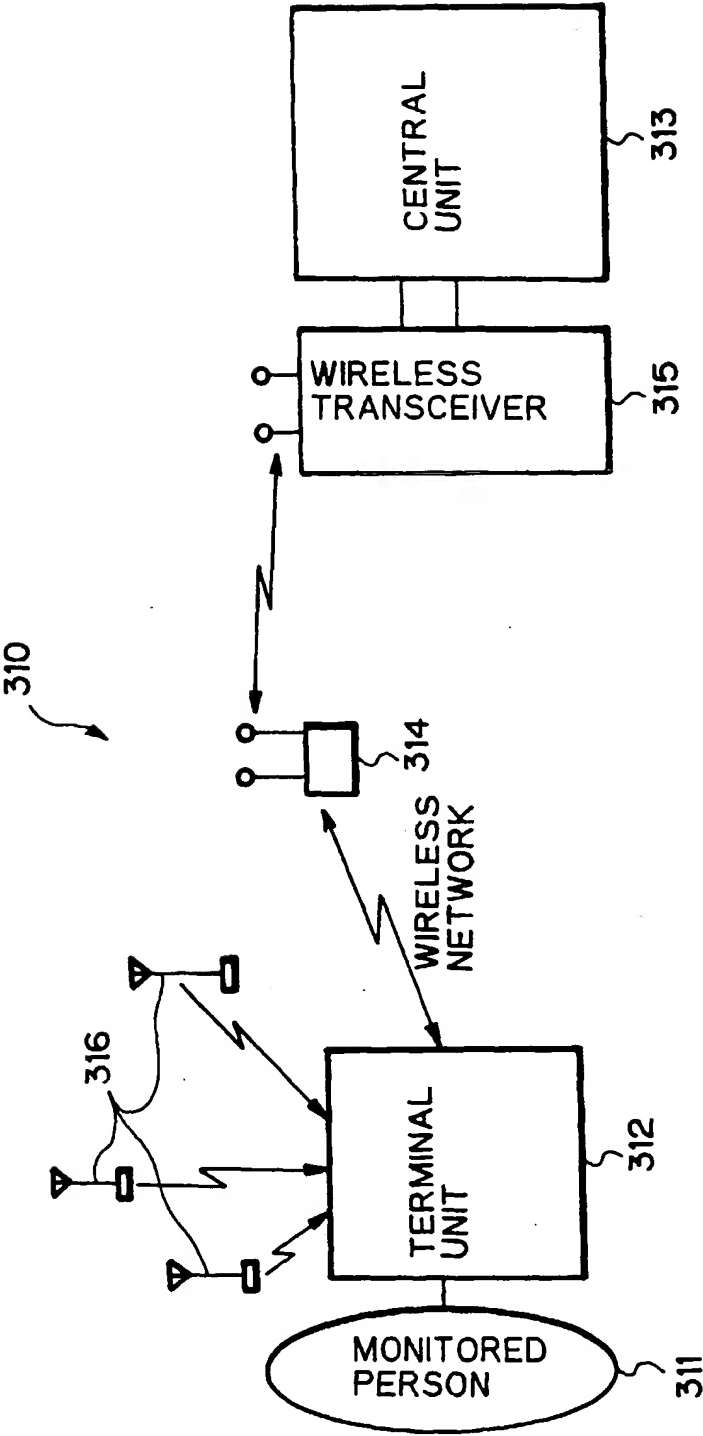 310
316
MONITORED
PERSON
311
TERMINAL
UNIT
312
WIRELESS
NETWORK
314
WIRELESS
TRANSCEIVER
315
CENTRAL
UNIT
313